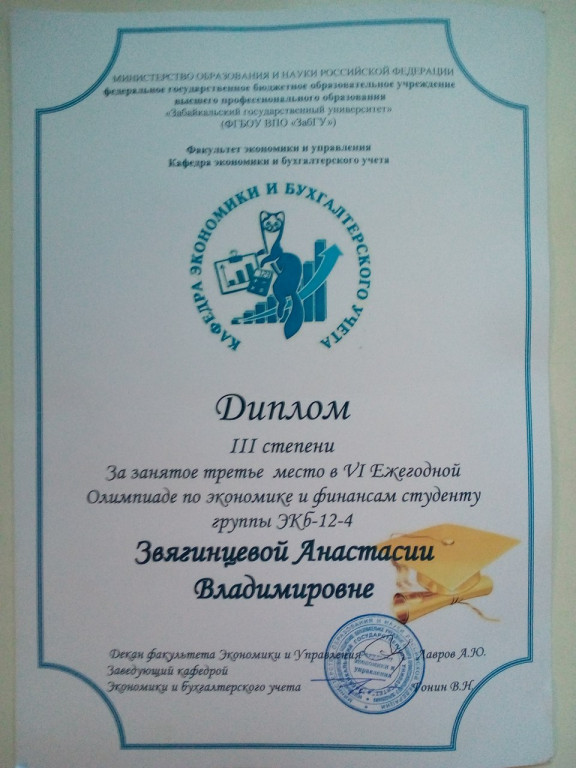 МИНИСТЕРСТВО ОБРАЗОВАНИЯ И НАУКИ РОССИЙСКОЙ ФЕДЕРАЦИИ
федеральное государственное бюджетное образовательное учреждение
высшего профессионального образования
«Забайкальский государственный университет»
(ФГБОУ ВПО «ЗабГУ»)
Факультет экономики и управления
Кафедра экономики и бухгалтерского учета
КАФЕДРА ЭКОНОМИКИ И БУХГАЛТЕРСКОГО УЧЕТА
Диплом
III степени
За занятое третье место в VI Ежегодной
Олимпиаде по экономике и финансам студенту
группы ЭКб-12-4
Звягинцевой Анастасии
Владимировне
Декан факультета Экономики и Управления Лавров А.Ю.
Заведующий кафедрой
Экономики и Бухгалтерского учета В.Н.